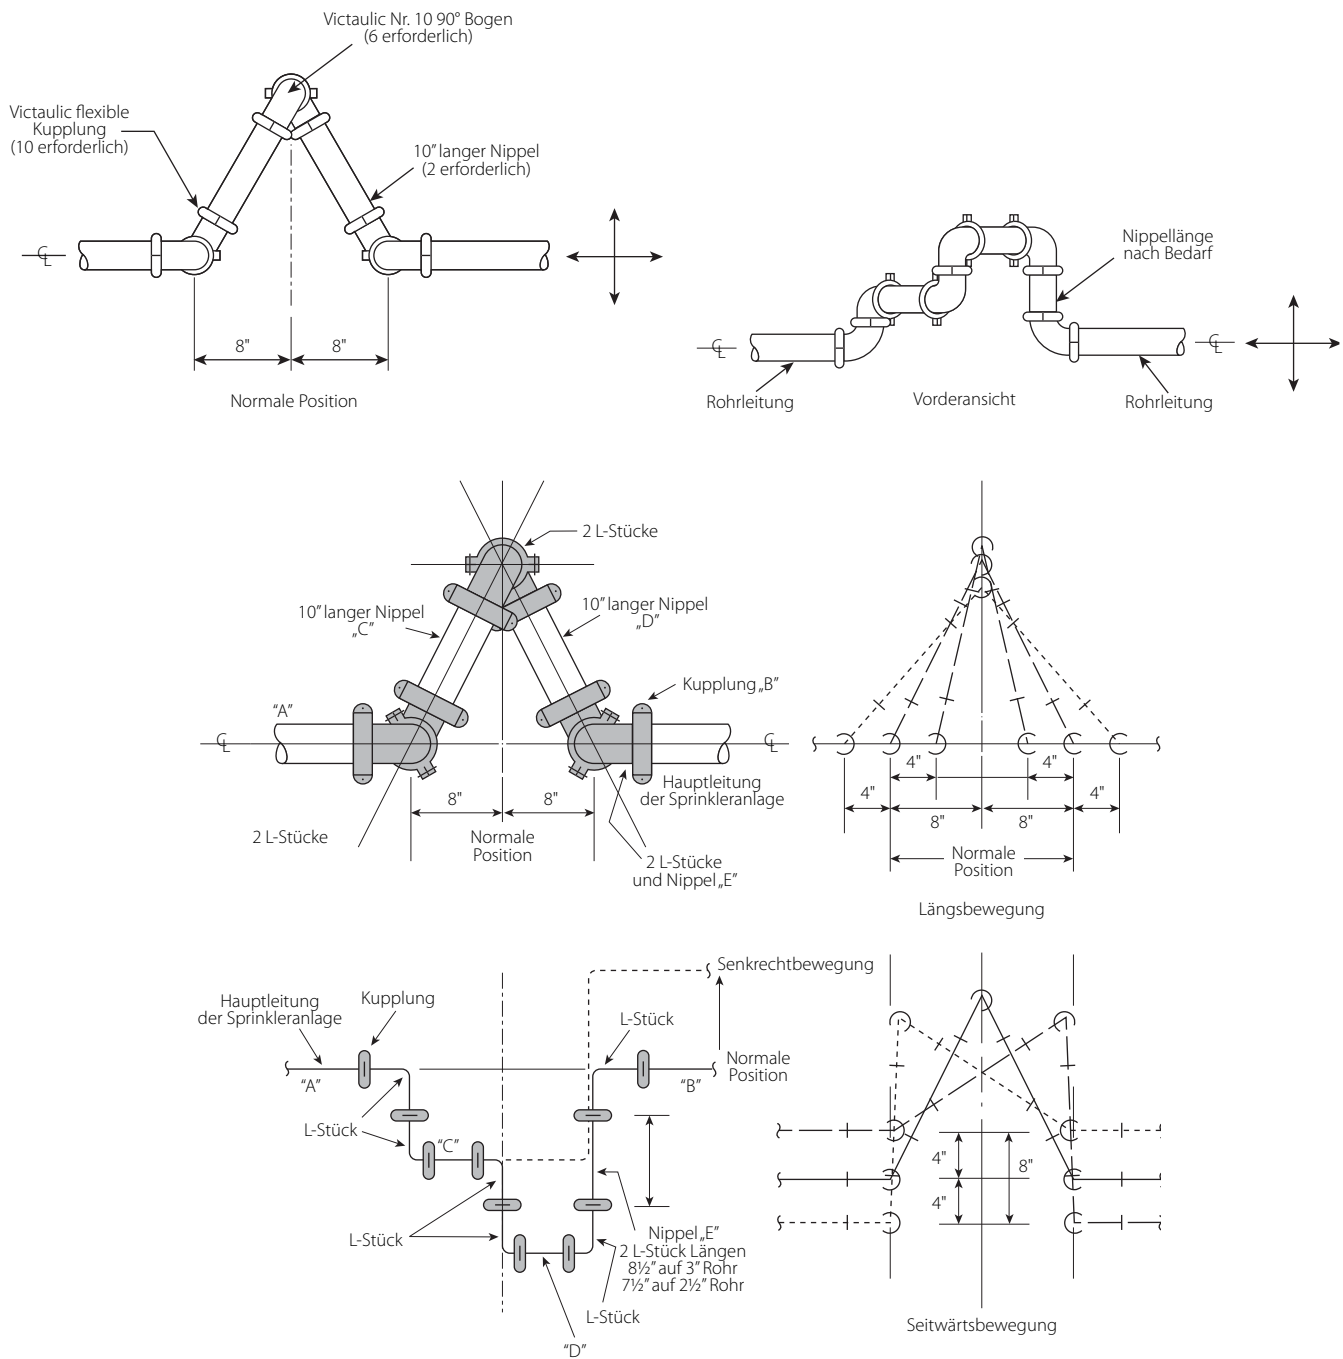 Victaulic Nr. 10 90° Bogen
(6 erforderlich)
Victaulic flexible
Kupplung
(10 erforderlich)
10” langer Nippel
(2 erforderlich)
℄
8"
8"
Normale Position
Nippellänge
nach Bedarf
℄
℄
Rohrleitung
Vorderansicht
Rohrleitung
2 L-Stücke
10” langer Nippel
„C”
10” langer Nippel
„D”
Kupplung „B”
“A”
℄
℄
Hauptleitung
der Sprinkleranlage
8"
8"
2 L-Stücke
Normale
Position
2 L-Stücke
und Nippel „E”
4"
4"
4"
4"
8"
8"
Normale
Position
Längsbewegung
Senkrechtbewegung
Hauptleitung
der Sprinkleranlage
Kupplung
L-Stück
Normale
Position
“A”
“B”
L-Stück
“C”
L-Stück
Nippel „E”
2 L-Stück Längen
8½” auf 3” Rohr
7½” auf 2½” Rohr
L-Stück
“D”
4"
8"
4"
Seitwärtsbewegung